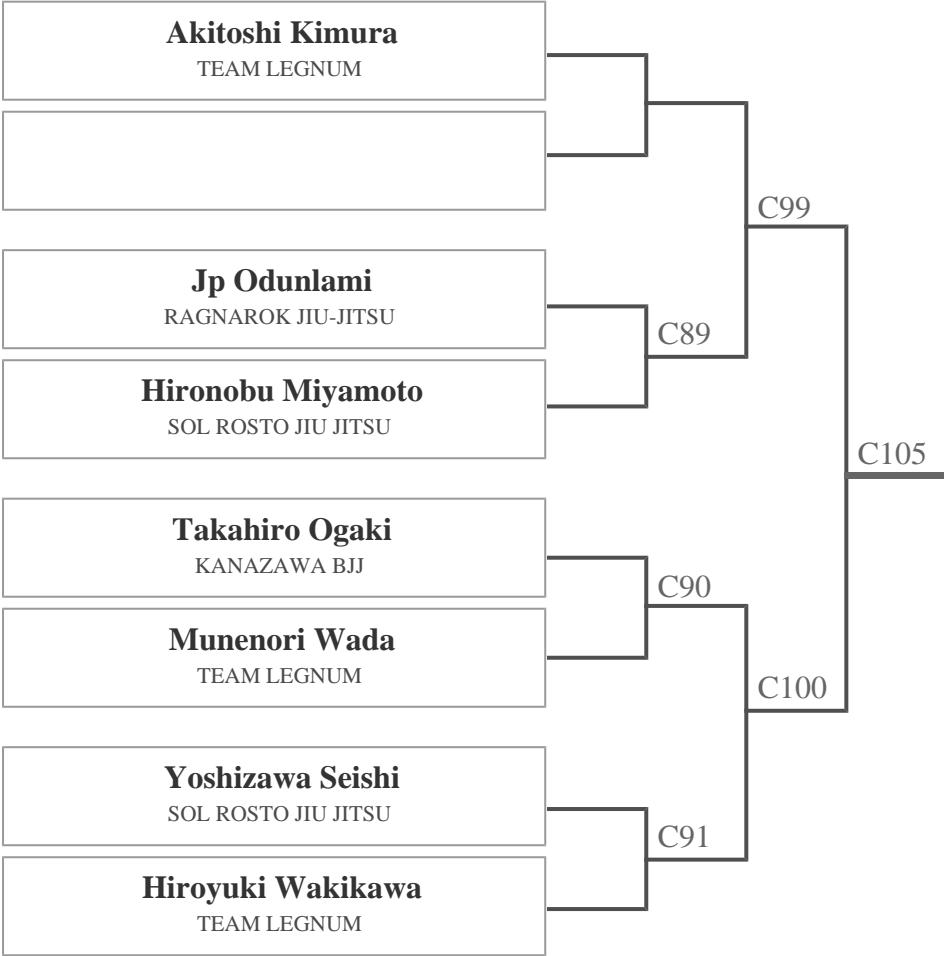 Akitoshi Kimura
TEAM LEGNUM
C99
Jp Odunlami
RAGNAROK JIU-JITSU
C89
Hironobu Miyamoto
SOL ROSTO JIU JITSU
C105
Takahiro Ogaki
KANAZAWA BJJ
C90
Munenori Wada
TEAM LEGNUM
C100
Yoshizawa Seishi
SOL ROSTO JIU JITSU
C91
Hiroyuki Wakikawa
TEAM LEGNUM